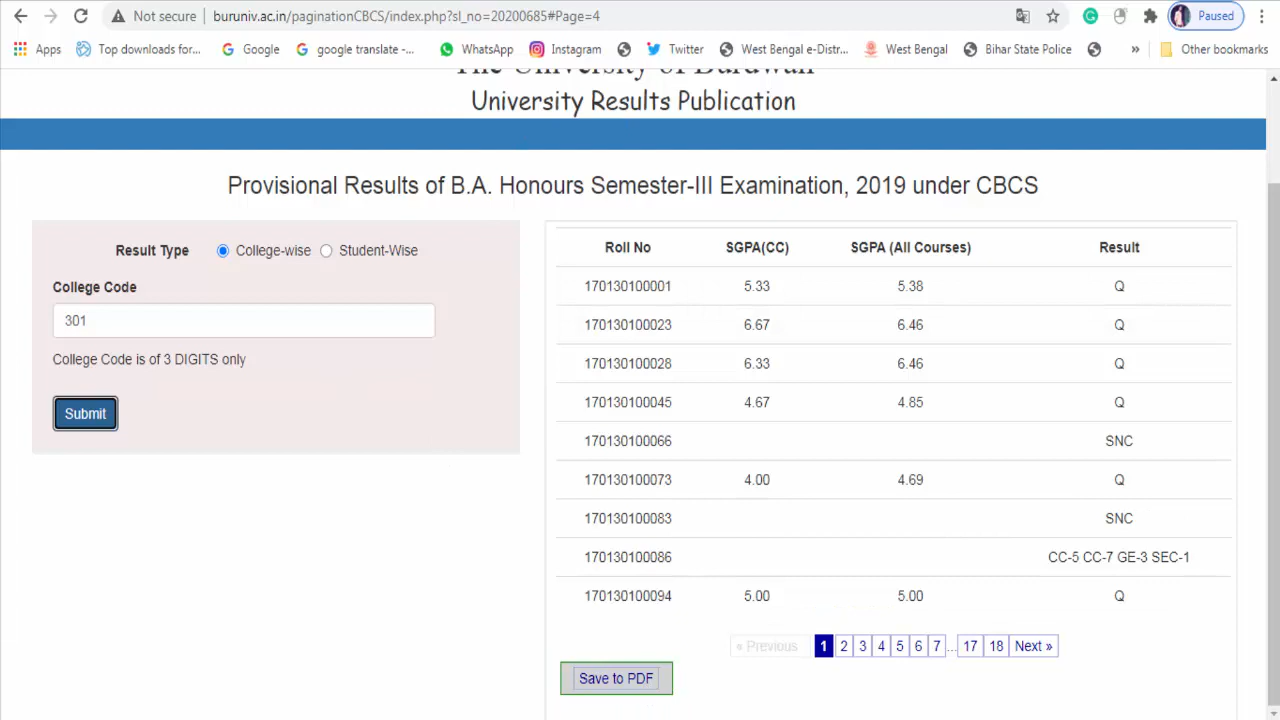 Not secure | buruniv.ac.in/paginationCBCS/index.php?sl_no=20200685#Page=4 Paused
Apps Top downloads for... Google google translate -... WhatsApp Instagram Twitter West Bengal e-Distr... West Bengal Bihar State Police » Other bookmarks
The University of Burdwan
University Results Publication
Provisional Results of B.A. Honours Semester-III Examination, 2019 under CBCS
Result Type College-wise Student-Wise
College Code
301
College Code is of 3 DIGITS only
Submit
Roll No SGPA(CC) SGPA (All Courses) Result
170130100001 5.33 5.38 Q
170130100023 6.67 6.46 Q
170130100028 6.33 6.46 Q
170130100045 4.67 4.85 Q
170130100066 SNC
170130100073 4.00 4.69 Q
170130100083 SNC
170130100086 CC-5 CC-7 GE-3 SEC-1
170130100094 5.00 5.00 Q
« Previous 1 2 3 4 5 6 7 ... 17 18 Next »
Save to PDF